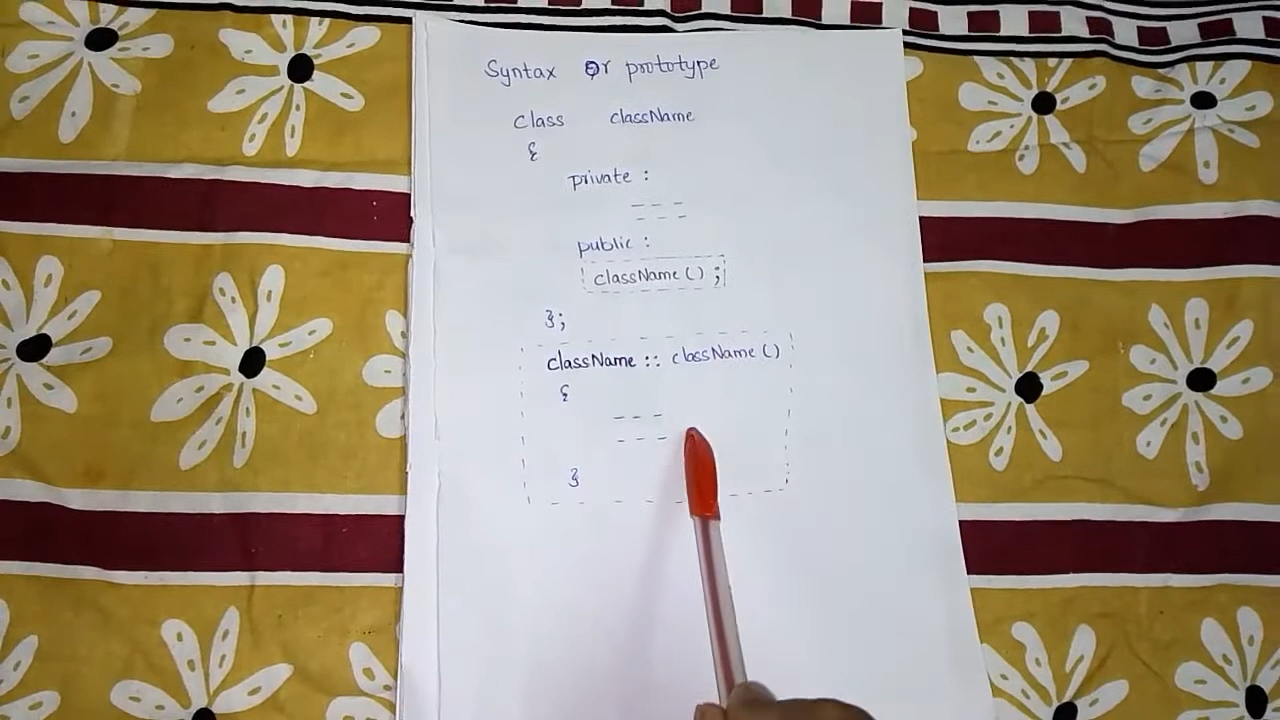 Syntax Or prototype
class className
{
private :
- - -
- - -
public :
className ( ) ;
};
className : : className ( )
{
- - -
- - -
}